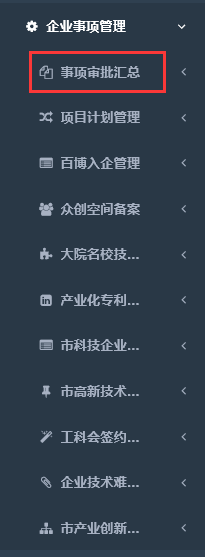 企业事项管理
事项审批汇总
项目计划管理
百博入企管理
众创空间备案
大院名校技...
产业化专利...
市科技企业...
市高新技术...
工科会签约...
企业技术难...
市产业创新...